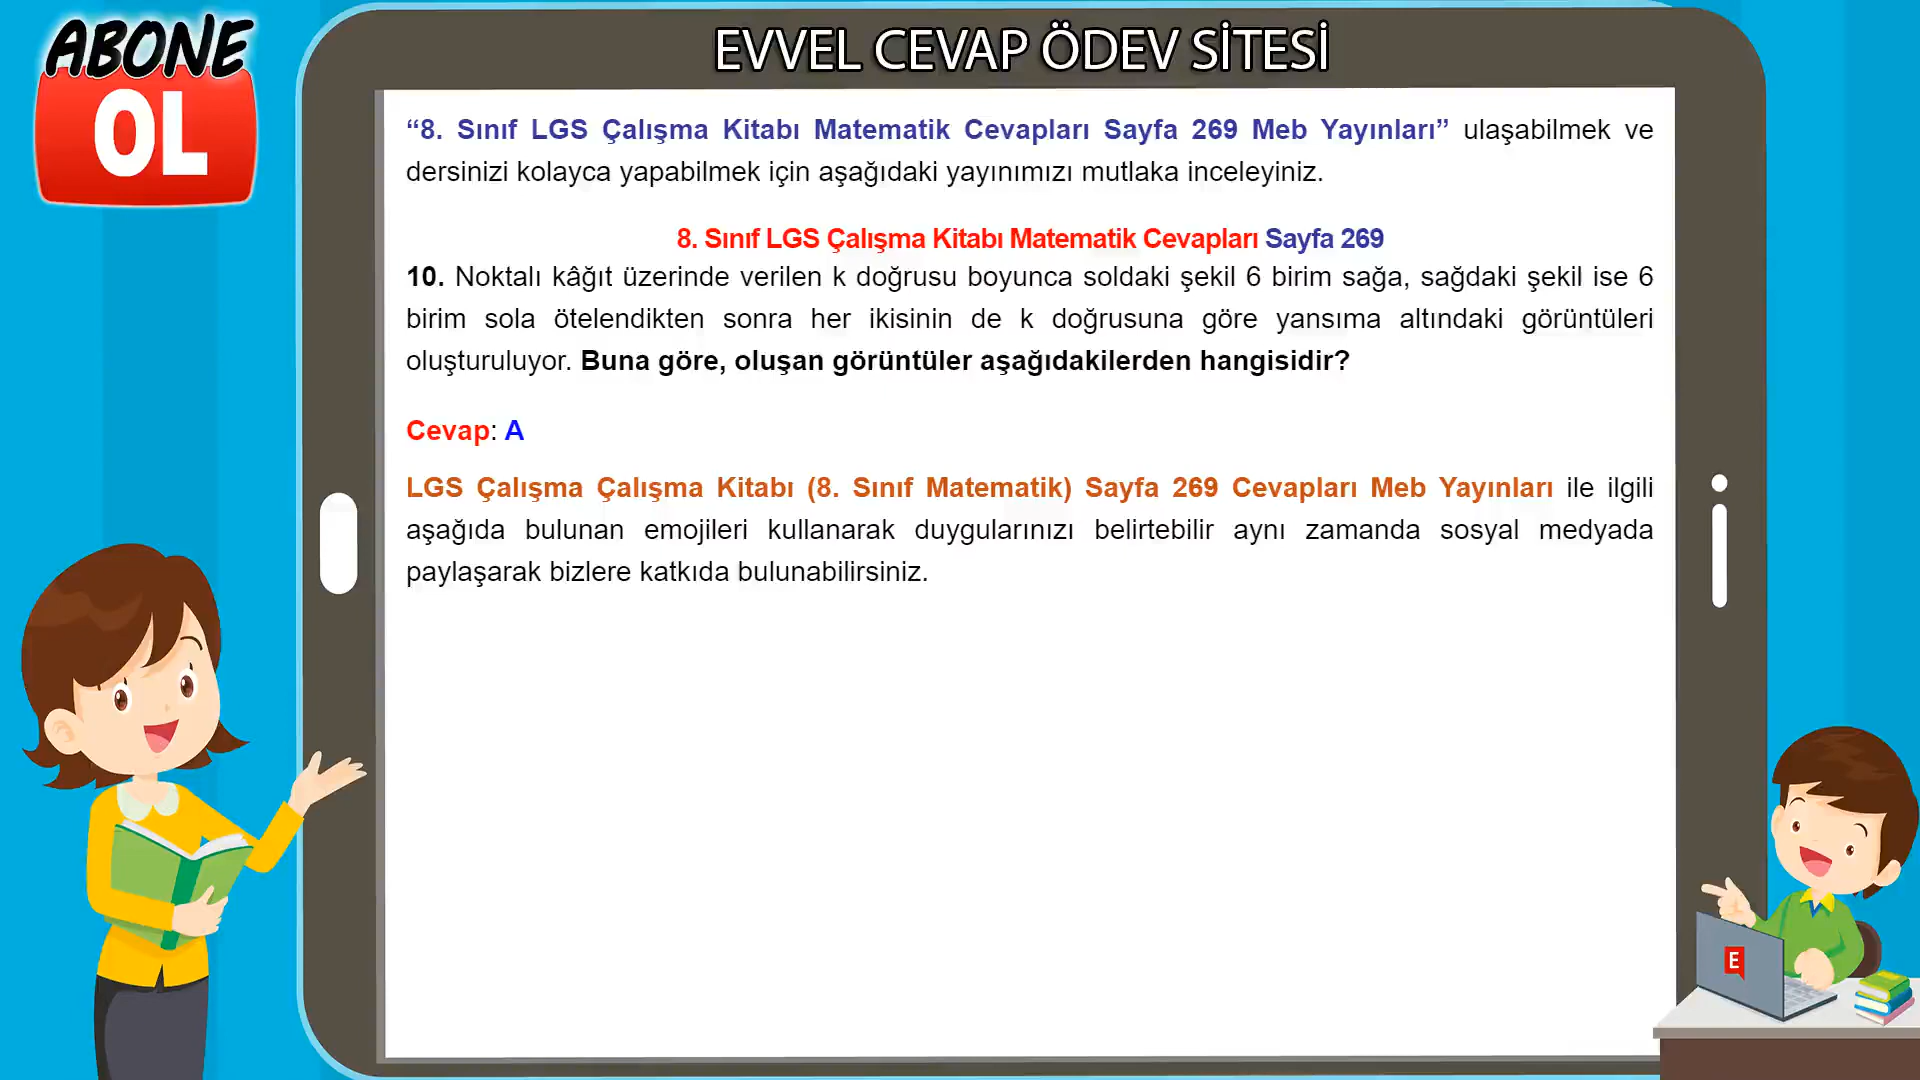 ABONE
OL
EVVEL CEVAP ÖDEV SİTESİ
“8. Sınıf LGS Çalışma Kitabı Matematik Cevapları Sayfa 269 Meb Yayınları” ulaşabilmek ve
dersinizi kolayca yapabilmek için aşağıdaki yayınımızı mutlaka inceleyiniz.
8. Sınıf LGS Çalışma Kitabı Matematik Cevapları Sayfa 269
10. Noktalı kâğıt üzerinde verilen k doğrusu boyunca soldaki şekil 6 birim sağa, sağdaki şekil ise 6
birim sola ötelendikten sonra her ikisinin de k doğrusuna göre yansıma altındaki görüntüleri
oluşturuluyor. Buna göre, oluşan görüntüler aşağıdakilerden hangisidir?
Cevap: A
LGS Çalışma Çalışma Kitabı (8. Sınıf Matematik) Sayfa 269 Cevapları Meb Yayınları ile ilgili
aşağıda bulunan emojileri kullanarak duygularınızı belirtebilir aynı zamanda sosyal medyada
paylaşarak bizlere katkıda bulunabilirsiniz.
E